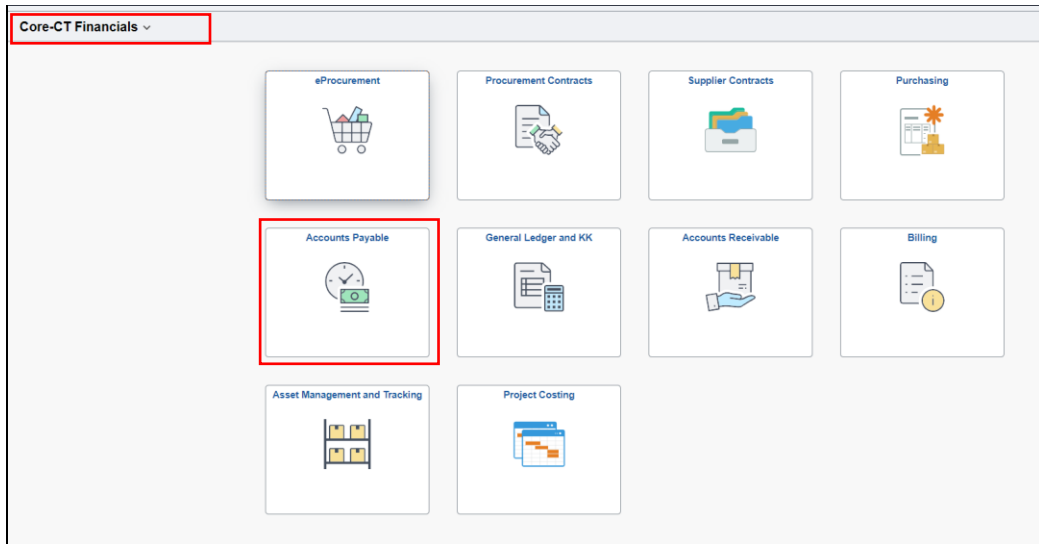 Core-CT Financials
eProcurement
Procurement Contracts
Supplier Contracts
Purchasing
Accounts Payable
General Ledger and KK
Accounts Receivable
Billing
Asset Management and Tracking
Project Costing